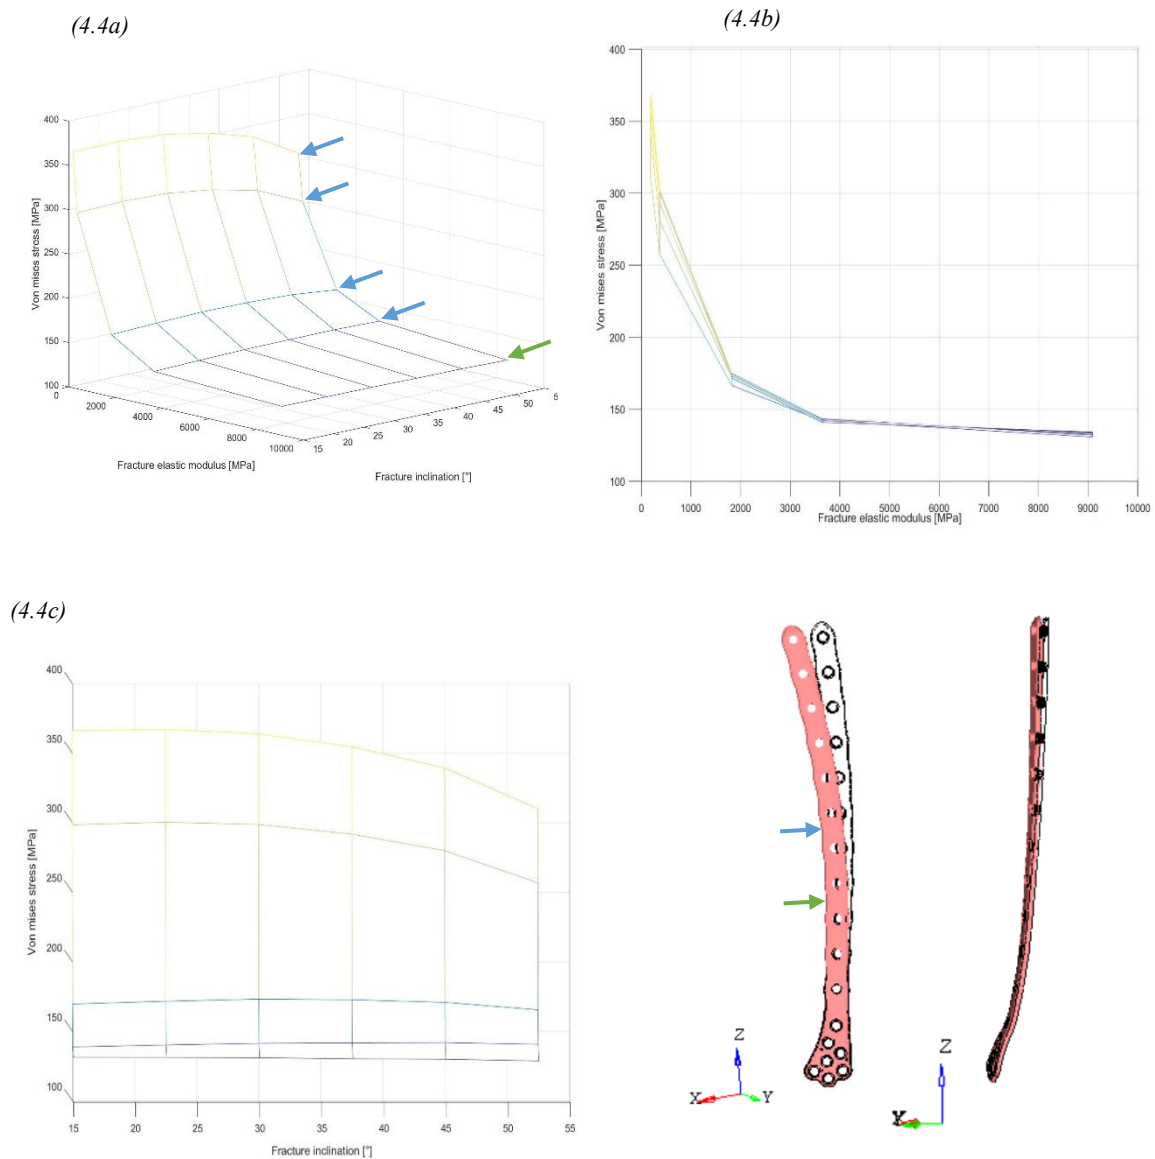 (4.4a)
(4.4b)
400
350
300
250
200
150
100
Von mises stress [MPa]
0
2000
4000
6000
8000
10000
Fracture elastic modulus [MPa]
15
20
25
30
35
40
45
50
Fracture inclination [°]
400
350
300
250
200
150
100
Von mises stress [MPa]
0 1000 2000 3000 4000 5000 6000 7000 8000 9000 10000
Fracture elastic modulus [MPa]
(4.4c)
400
350
300
250
200
150
100
Von mises stress [MPa]
15 20 25 30 35 40 45 50 55
Fracture inclination [°]
Z
X
Y
Z